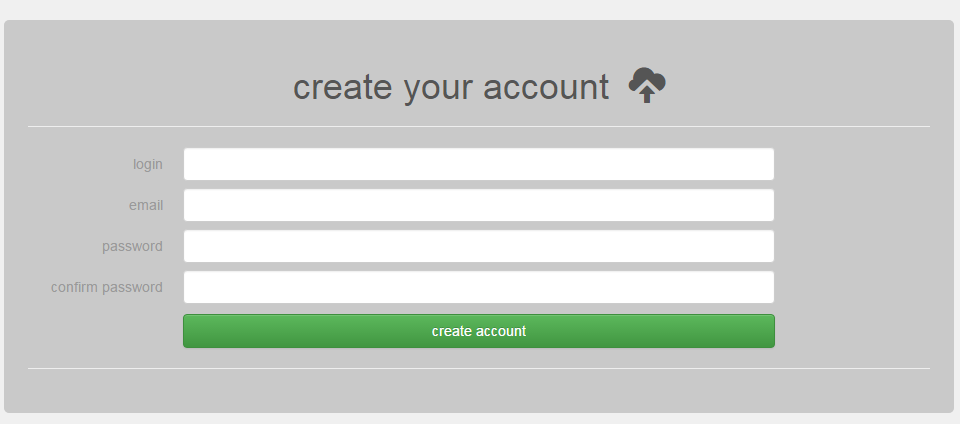 create your account
login
email
password
confirm password
create account